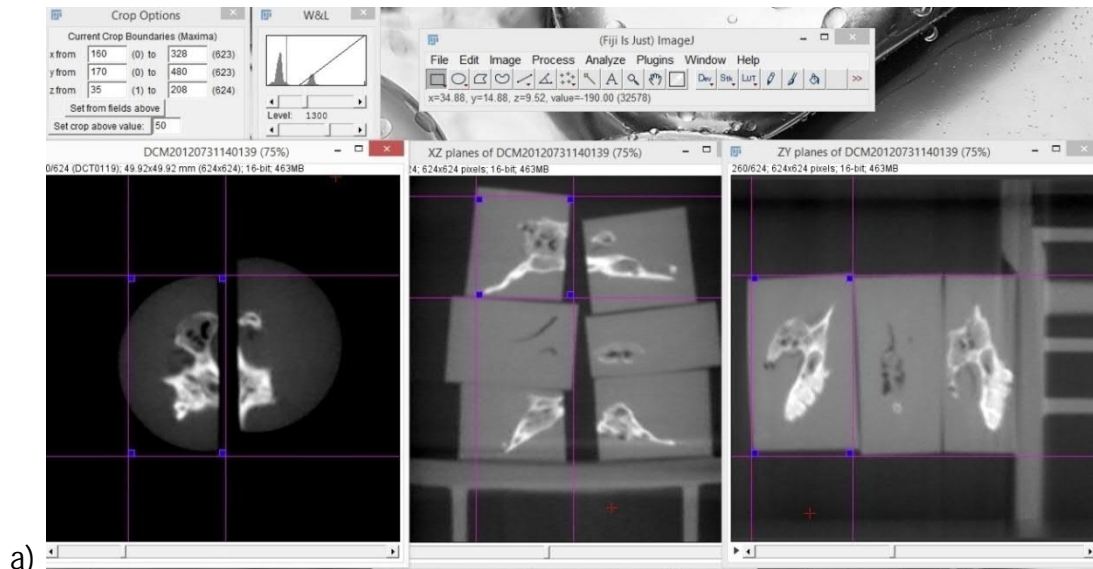 Crop Options
Current Crop Boundaries (Maxima)
x from 160 (0) to 328 (623)
y from 170 (0) to 480 (623)
z from 35 (1) to 208 (624)
Set from fields above
Set crop above value: 50
W&L
Level: 1300
(Fiji Is Just) ImageJ
File Edit Image Process Analyze Plugins Window Help
Dev Stk LUT >>
x=34.88, y=14.88, z=9.52, value=-190.00 (32578)
DCM20120731140139 (75%)
0/624 (DCT0119); 49.92x49.92 mm (624x624); 16-bit; 463MB
XZ planes of DCM20120731140139 (75%)
24; 624x624 pixels; 16-bit; 463MB
ZY planes of DCM20120731140139 (75%)
260/624; 624x624 pixels; 16-bit; 463MB
a)